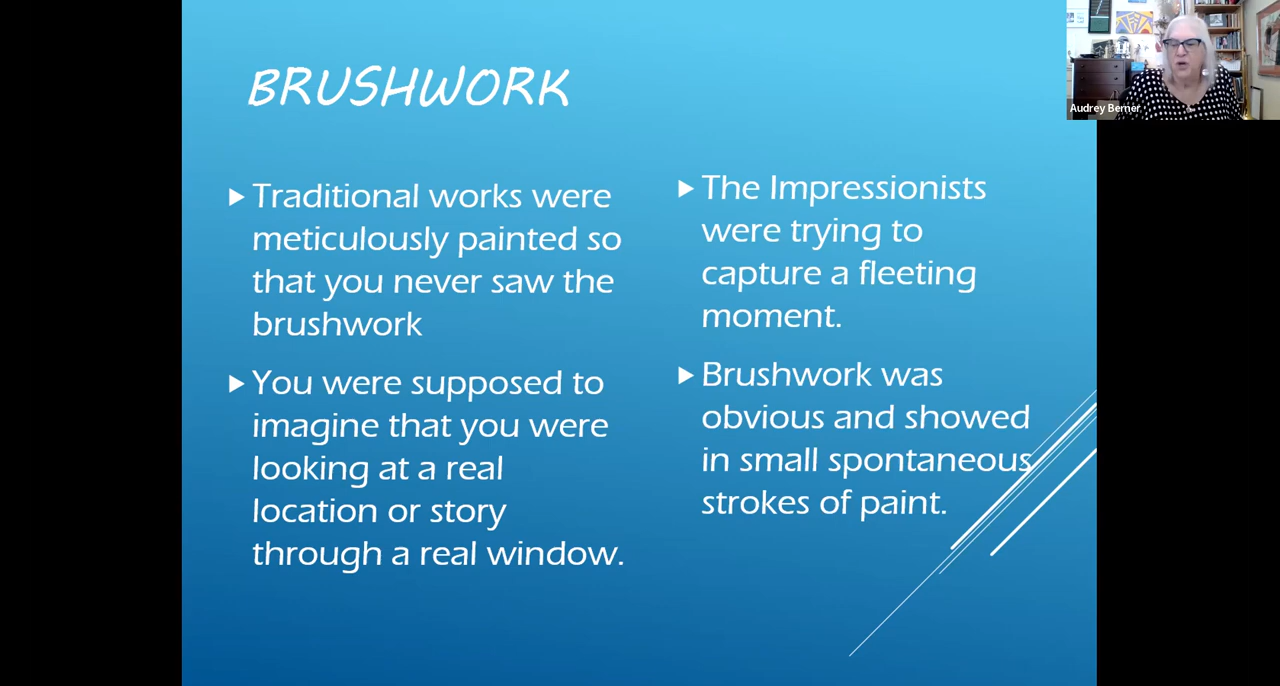 BRUSHWORK
Traditional works were
meticulously painted so
that you never saw the
brushwork
You were supposed to
imagine that you were
looking at a real
location or story
through a real window.
The Impressionists
were trying to
capture a fleeting
moment.
Brushwork was
obvious and showed
in small spontaneous
strokes of paint.
Audrey Berner